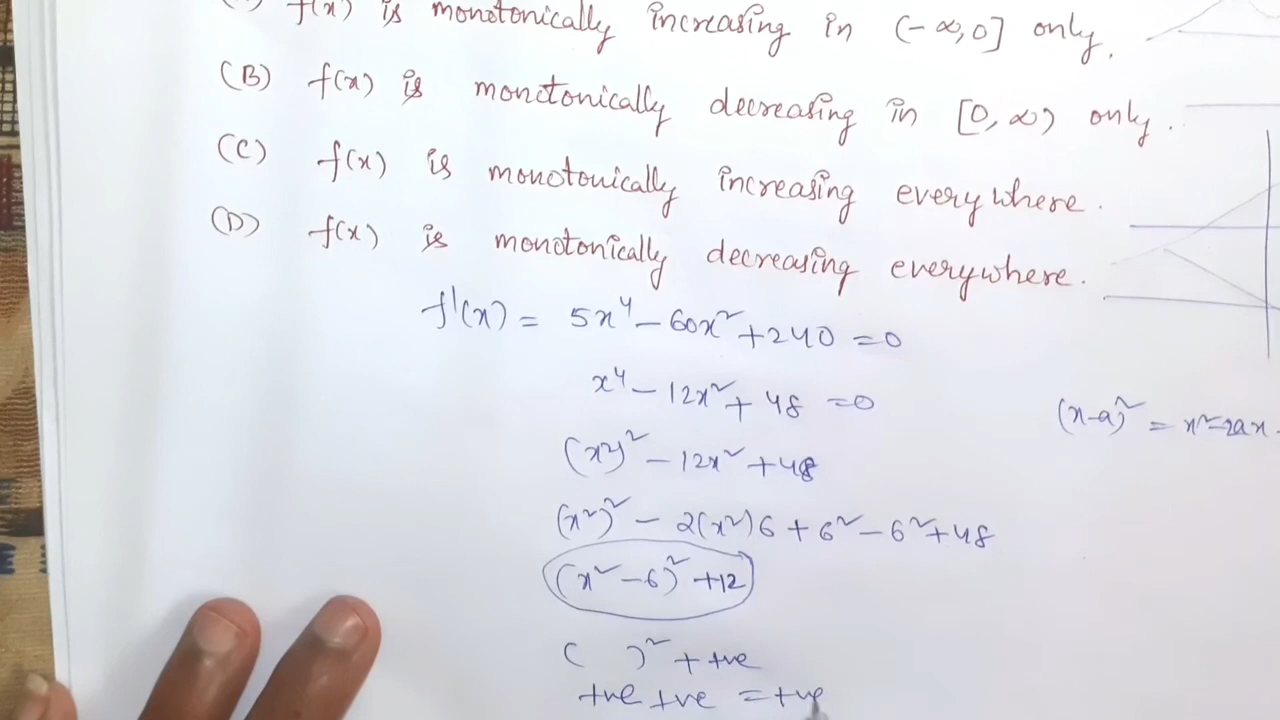 f(x) is monotonically increasing in (-∞,0] only.
(B) f(x) is monotonically decreasing in [0,∞) only.
(C) f(x) is monotonically increasing everywhere.
(D) f(x) is monotonically decreasing everywhere.
f'(x) = 5x⁴ - 60x² + 240 = 0
x⁴ - 12x² + 48 = 0
(x-a)² = x²-2ax
(x²)² - 12x² + 48
(x²)² - 2(x²)6 + 6² - 6² + 48
(x² - 6)² + 12
( )² + +ve
+ve +ve = +ve